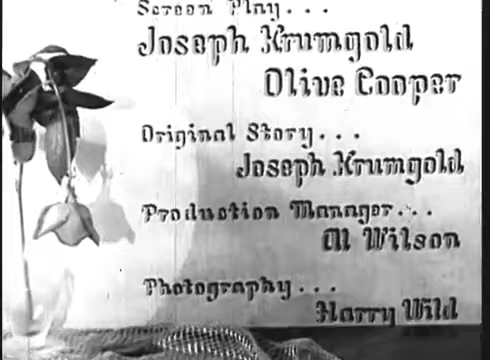 Screen Play...
Joseph Krumgold
Olive Cooper
Original Story...
Joseph Krumgold
Production Manager...
Al Wilson
Photography...
Harry Wild